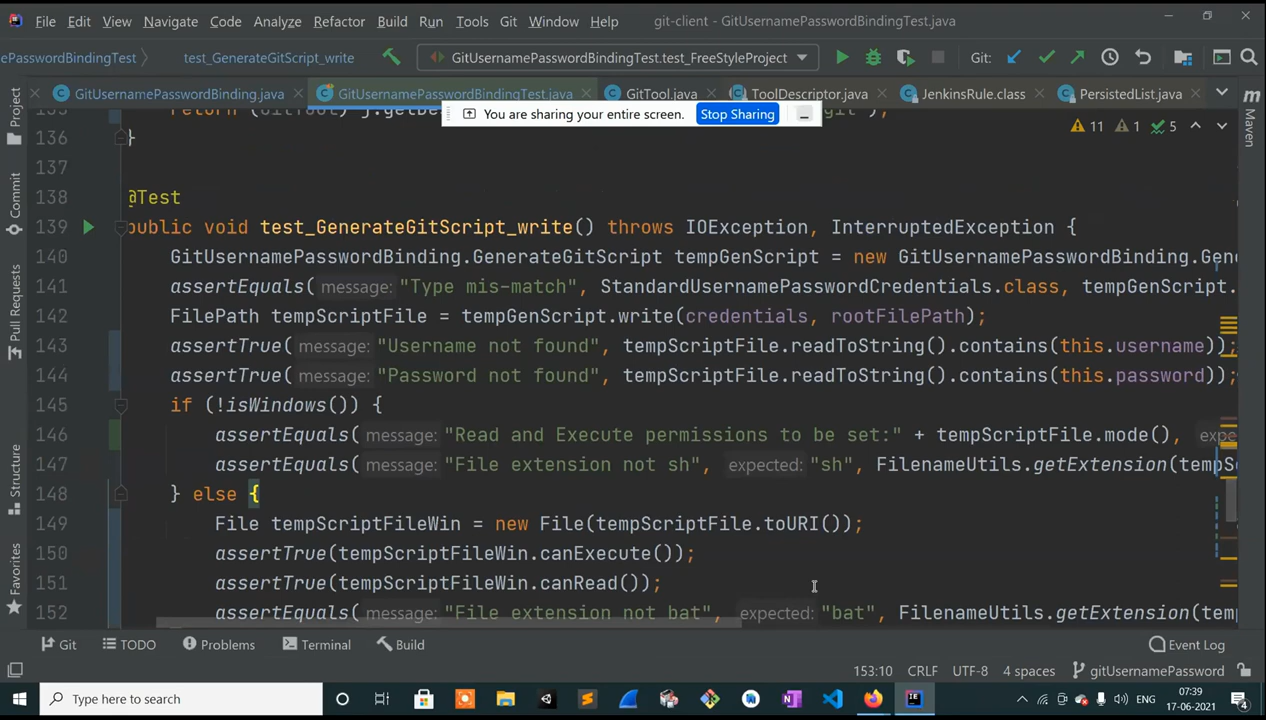 File Edit View Navigate Code Analyze Refactor Build Run Tools Git Window Help git-client - GitUsernamePasswordBindingTest.java
ePasswordBindingTest test_GenerateGitScript_write GitUsernamePasswordBindingTest.test_FreeStyleProject Git:
GitUsernamePasswordBinding.java GitUsernamePasswordBindingTest.java GitTool.java ToolDescriptor.java JenkinsRule.class PersistedList.java
You are sharing your entire screen. Stop Sharing
11 1 5
136 }
137
138 @Test
139 public void test_GenerateGitScript_write() throws IOException, InterruptedException {
140 GitUsernamePasswordBinding.GenerateGitScript tempGenScript = new GitUsernamePasswordBinding.Gene
141 assertEquals( message: "Type mis-match", StandardUsernamePasswordCredentials.class, tempGenScript.
142 FilePath tempScriptFile = tempGenScript.write(credentials, rootFilePath);
143 assertTrue( message: "Username not found", tempScriptFile.readToString().contains(this.username));
144 assertTrue( message: "Password not found", tempScriptFile.readToString().contains(this.password));
145 if (!isWindows()) {
146 assertEquals( message: "Read and Execute permissions to be set:" + tempScriptFile.mode(), expe
147 assertEquals( message: "File extension not sh", expected: "sh", FilenameUtils.getExtension(tempSc
148 } else {
149 File tempScriptFileWin = new File(tempScriptFile.toURI());
150 assertTrue(tempScriptFileWin.canExecute());
151 assertTrue(tempScriptFileWin.canRead());
152 assertEquals( message: "File extension not bat", expected: "bat", FilenameUtils.getExtension(tem
Project
Commit
Pull Requests
Structure
Favorites
Maven
Git TODO Problems Terminal Build Event Log
153:10 CRLF UTF-8 4 spaces gitUsernamePassword
Type here to search ENG 07:39
17-06-2021 4